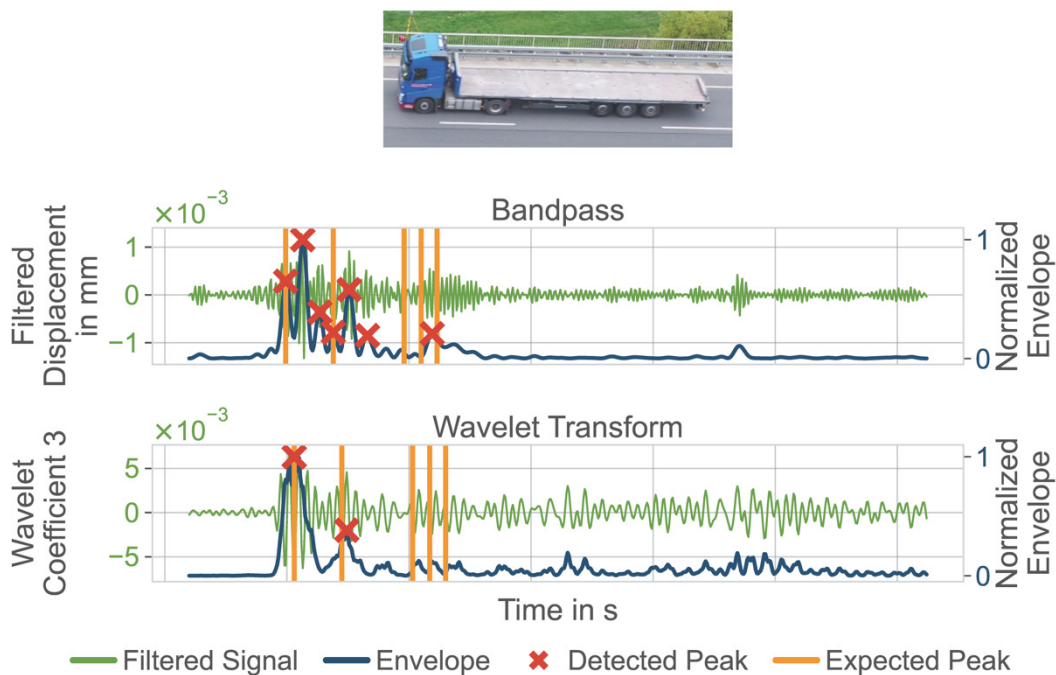 ×10⁻³
Bandpass
Filtered
Displacement
in mm
1
0
−1
1
0
Normalized
Envelope
×10⁻³
Wavelet Transform
Wavelet
Coefficient 3
5
0
−5
1
0
Normalized
Envelope
Time in s
Filtered Signal
Envelope
Detected Peak
Expected Peak